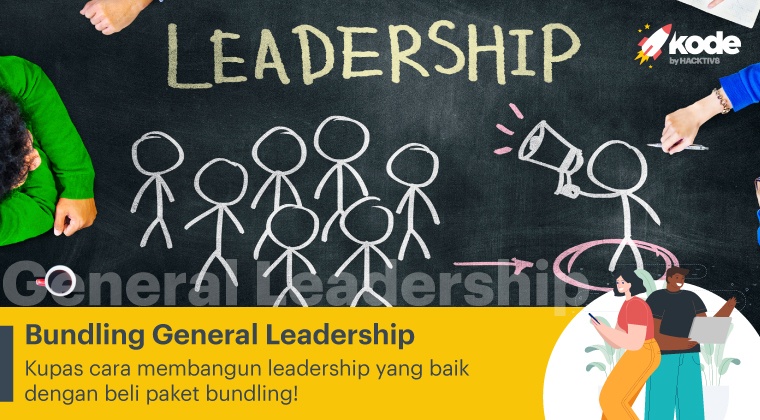 LEADERSHIP
kode
by HACKTIV8
General Leadership
Bundling General Leadership
Kupas cara membangun leadership yang baik
dengan beli paket bundling!